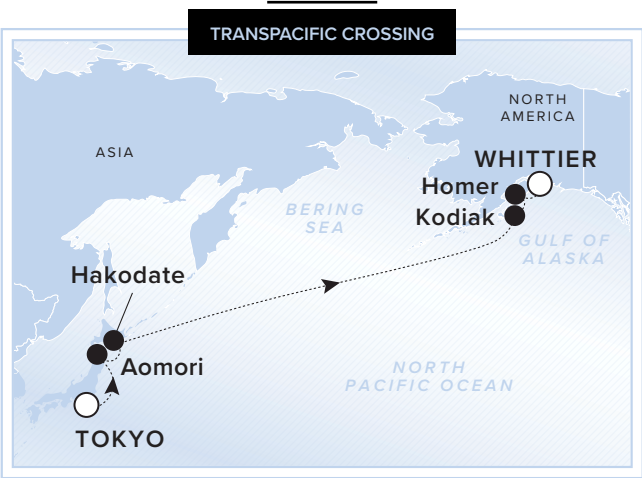 TRANSPACIFIC CROSSING
NORTH
AMERICA
ASIA
WHITTIER
Homer
Kodiak
BERING
SEA
GULF OF
ALASKA
Hakodate
Aomori
NORTH
PACIFIC OCEAN
TOKYO